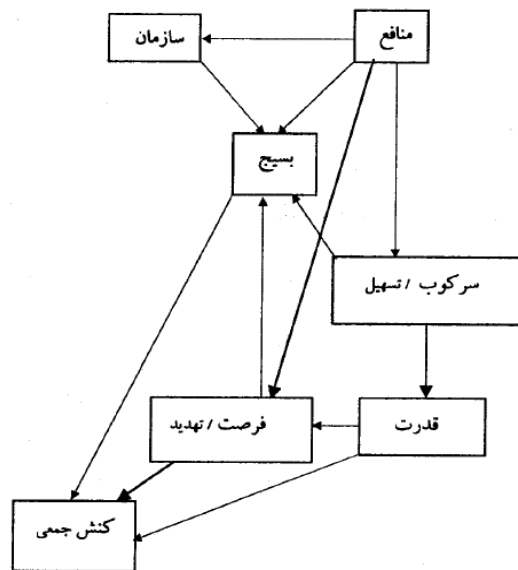 منافع
سازمان
بسیج
سرکوب / تسهیل
قدرت
فرصت / تهدید
کنش جمعی